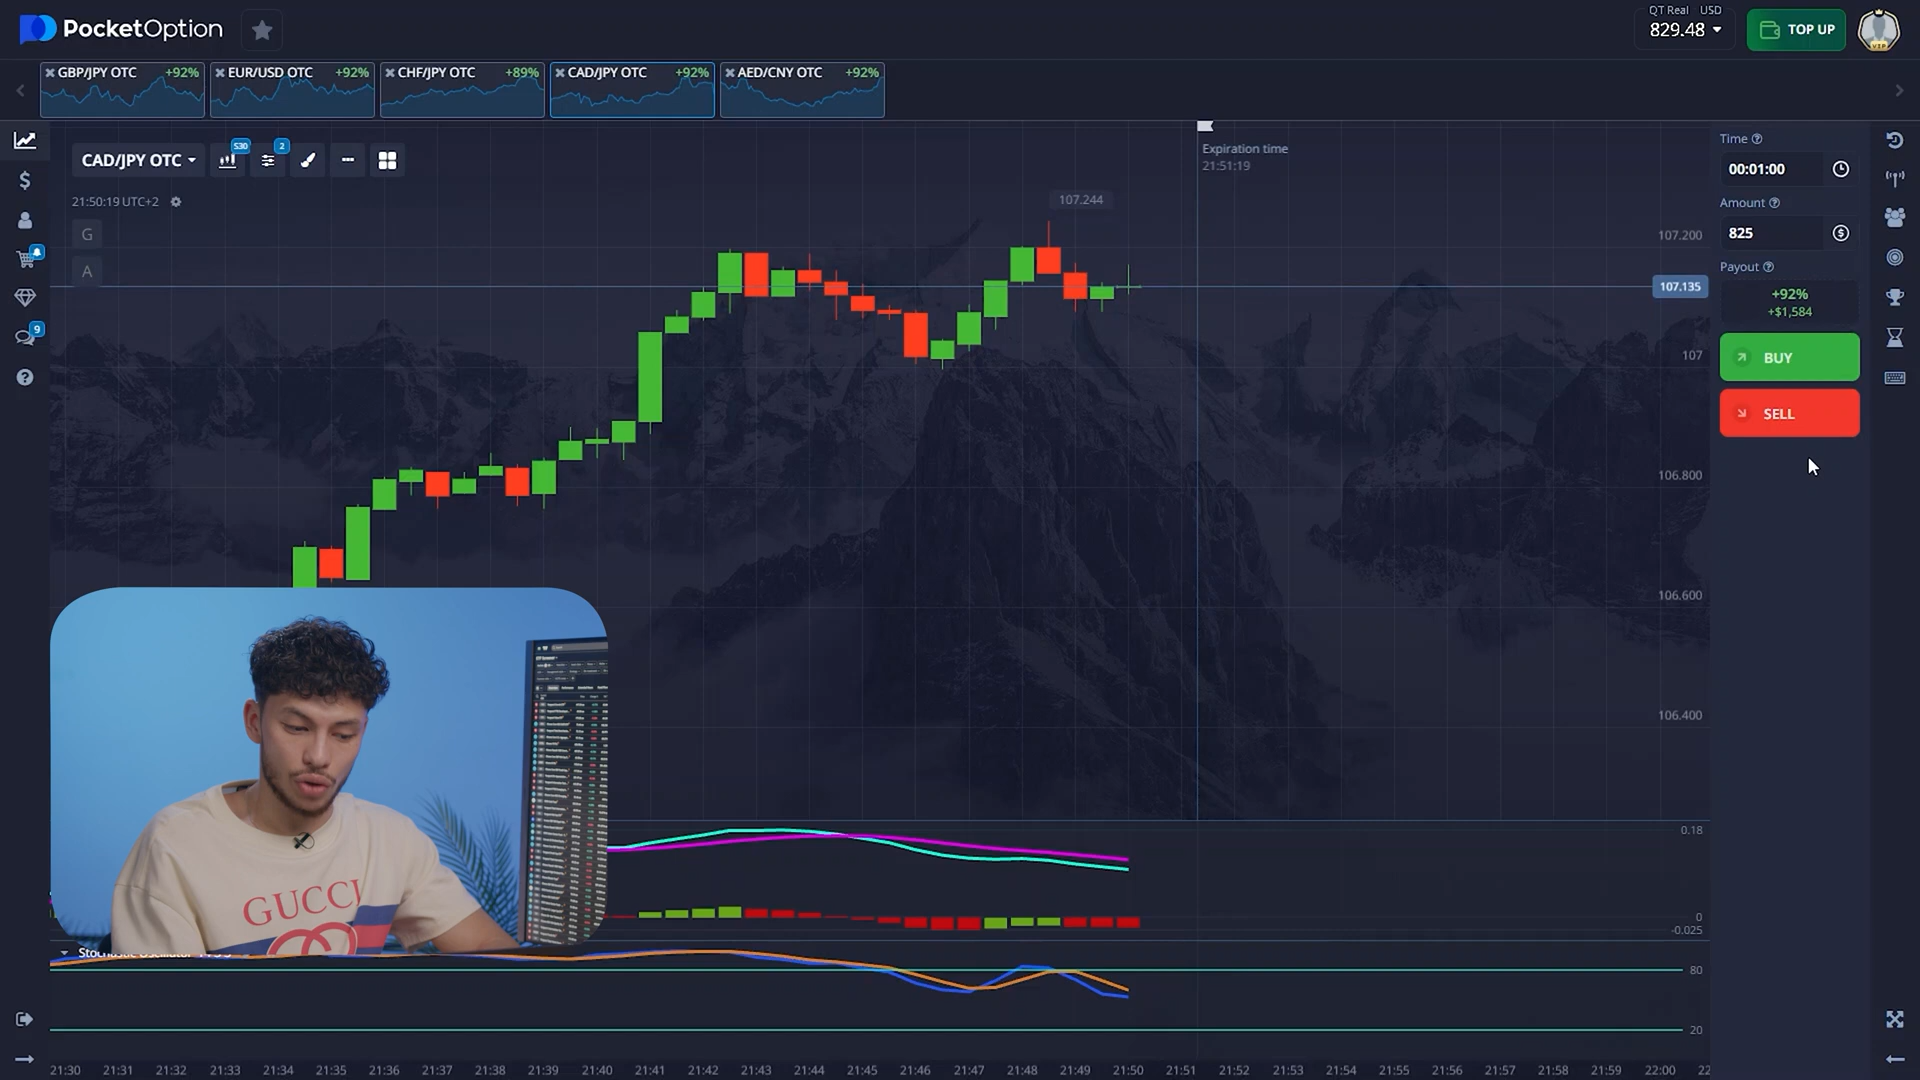 PocketOption
QT Real USD
829.48
TOP UP
VIP
GBP/JPY OTC +92%
EUR/USD OTC +92%
CHF/JPY OTC +89%
CAD/JPY OTC +92%
AED/CNY OTC +92%
CAD/JPY OTC
S30
2
21:50:19 UTC+2
G
A
9
107.244
Expiration time
21:51:19
107.200
107.135
107
106.800
106.600
106.400
0.18
0
-0.025
80
20
Time
00:01:00
Amount
825
Payout
+92%
+$1,584
BUY
SELL
GUCCI
21:30 21:31 21:32 21:33 21:34 21:35 21:36 21:37 21:38 21:39 21:40 21:41 21:42 21:43 21:44 21:45 21:46 21:47 21:48 21:49 21:50 21:51 21:52 21:53 21:54 21:55 21:56 21:57 21:58 21:59 22:00 22